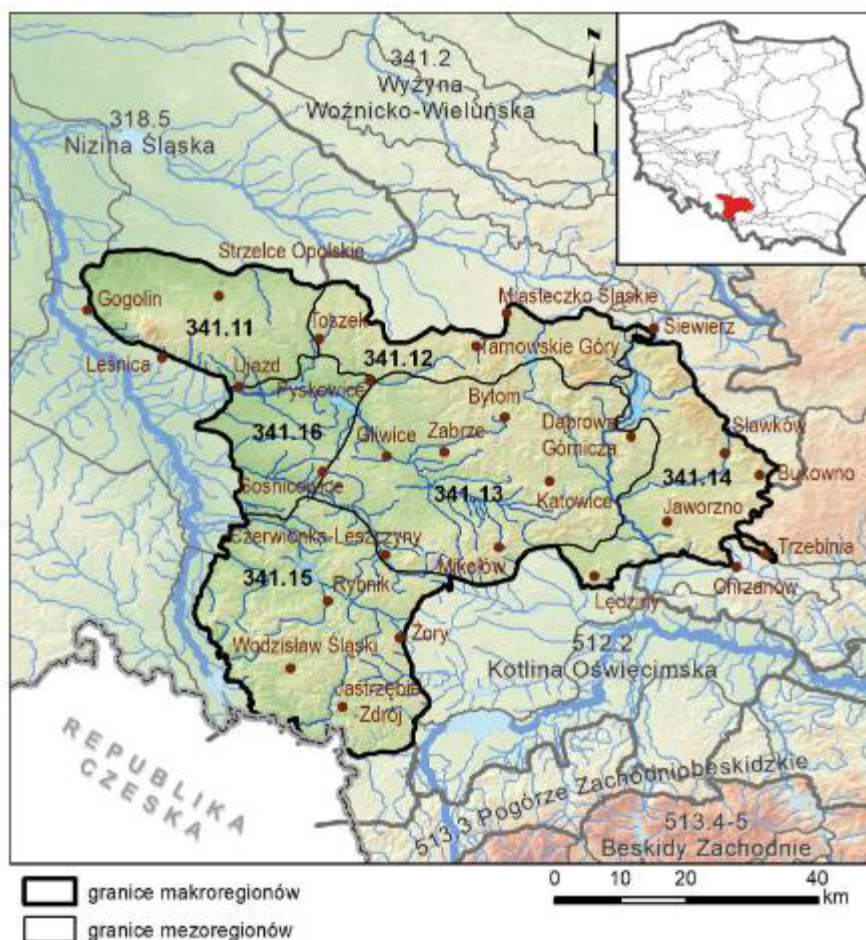 341.2
Wyżyna
Woźnicko-Wieluńska
318.5
Nizina Śląska
Strzelce Opolskie
Gogolin
341.11
Toszek
Miasteczko Śląskie
Siewierz
Leśnica
Ujazd
341.12
Tarnowskie Góry
Pyskowice
Bytom
Dąbrowa
Górnicza
Sławków
341.16
Gliwice
Zabrze
341.14
Bukowno
Sośnicowice
341.13
Katowice
Jaworzno
Czerwionka-Leszczyny
Mikołów
Trzebinia
Chrzanów
341.15
Rybnik
Lędziny
Wodzisław Śląski
Żory
512.2
Kotlina Oświęcimska
Jastrzębie
Zdrój
REPUBLIKA
CZESKA
513.3 Pogórze Zachodniobeskidzkie
513.4-5
Beskidy Zachodnie
granice makroregionów
granice mezoregionów
0 10 20 40
km